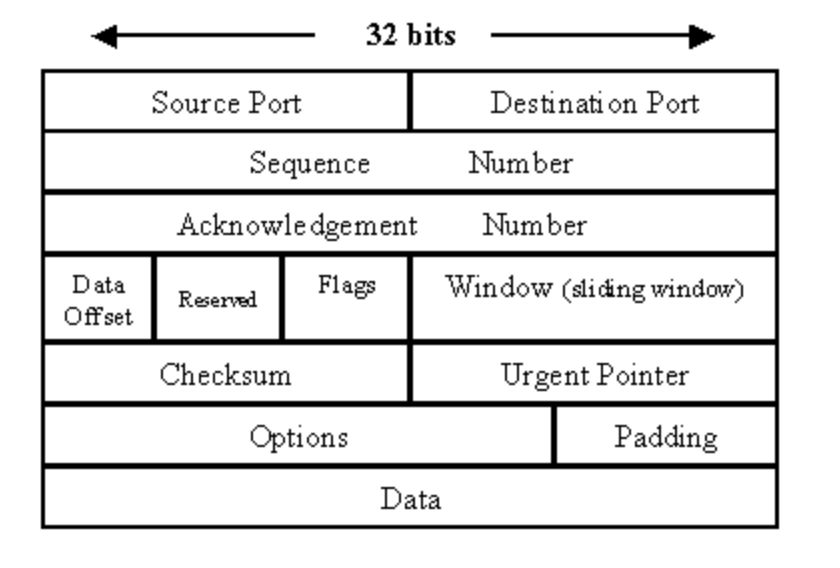 32 bits
Source Port Destination Port
Sequence Number
Acknowledgement Number
Data Offset Reserved Flags Window (sliding window)
Checksum Urgent Pointer
Options Padding
Data